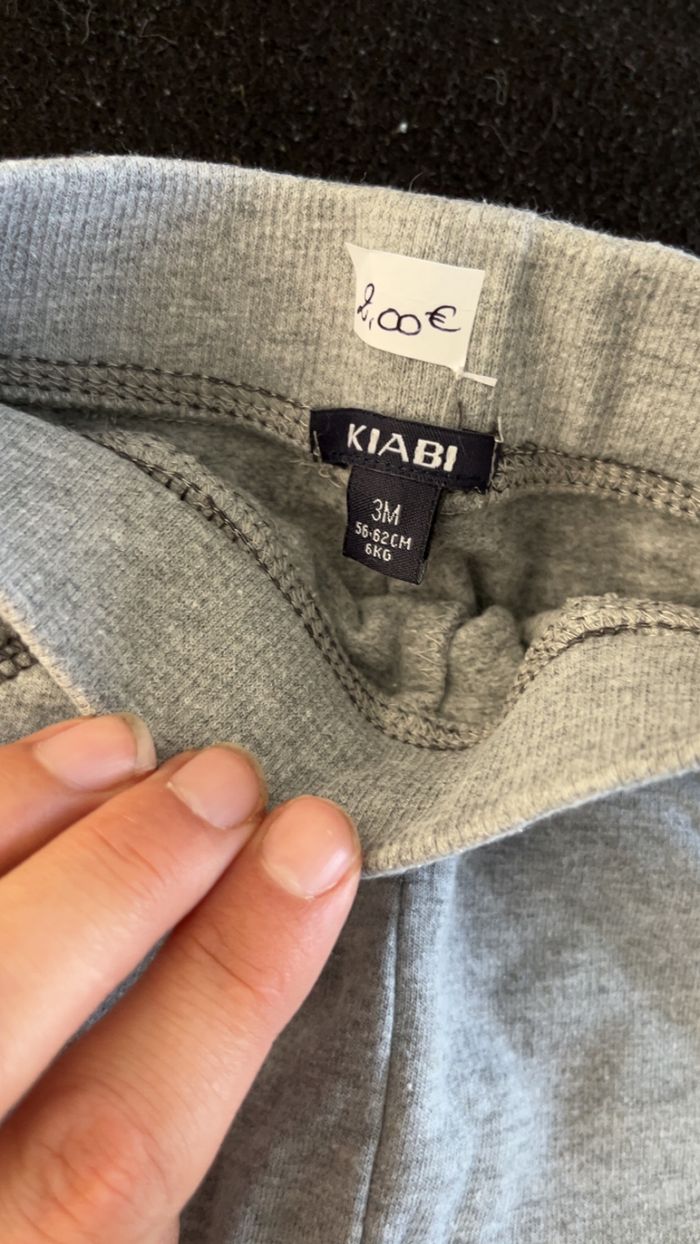 2,00 €
KIABI
3M
56-62CM
6KG